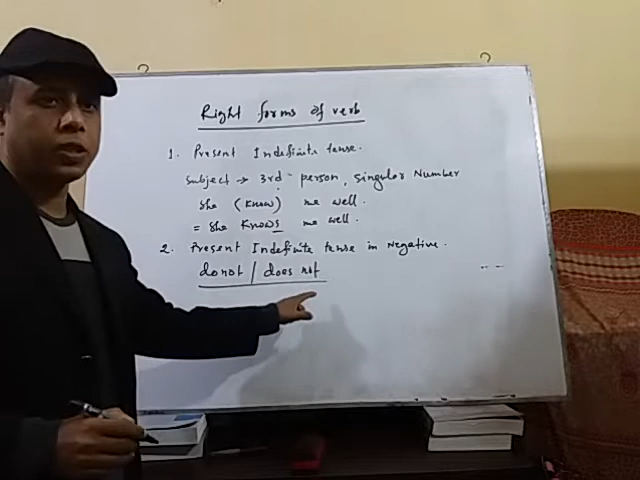 Right forms of verb
1. Present Indefinite tense.
Subject → 3rd - person, singular Number
She (know) me well.
= She knows me well.
2. Present Indefinite tense in Negative.
do not / does not